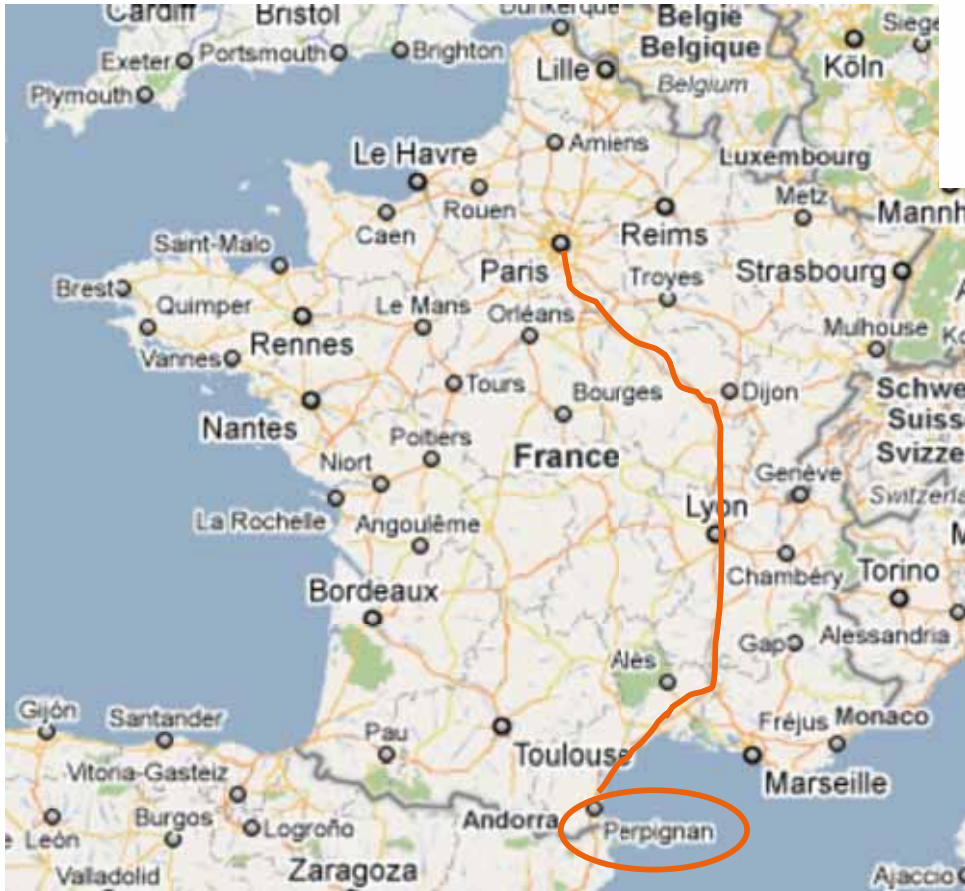 Cardiff
Bristol
Dunkerque
België
Belgique
Belgium
Siege
Exeter
Portsmouth
Brighton
Lille
Köln
Plymouth
Amiens
Le Havre
Luxembourg
Rouen
Metz
Caen
Reims
Mannh
Saint-Malo
Paris
Troyes
Strasbourg
Brest
Quimper
Le Mans
Orléans
A
Rennes
Mulhouse
Ko
Vannes
Tours
Dijon
Schwe
Nantes
Bourges
Suiss
Poitiers
France
Svizze
Niort
Genève
Switzerla
La Rochelle
Lyon
Angoulême
M
Chambéry
Torino
Bordeaux
Gap
Alessandria
Alès
Gijón
Santander
Pau
Fréjus
Monaco
Toulouse
Vitoria-Gasteiz
Marseille
Burgos
Andorra
Perpignan
e León
Logroño
Zaragoza
Valladolid
Ajaccio